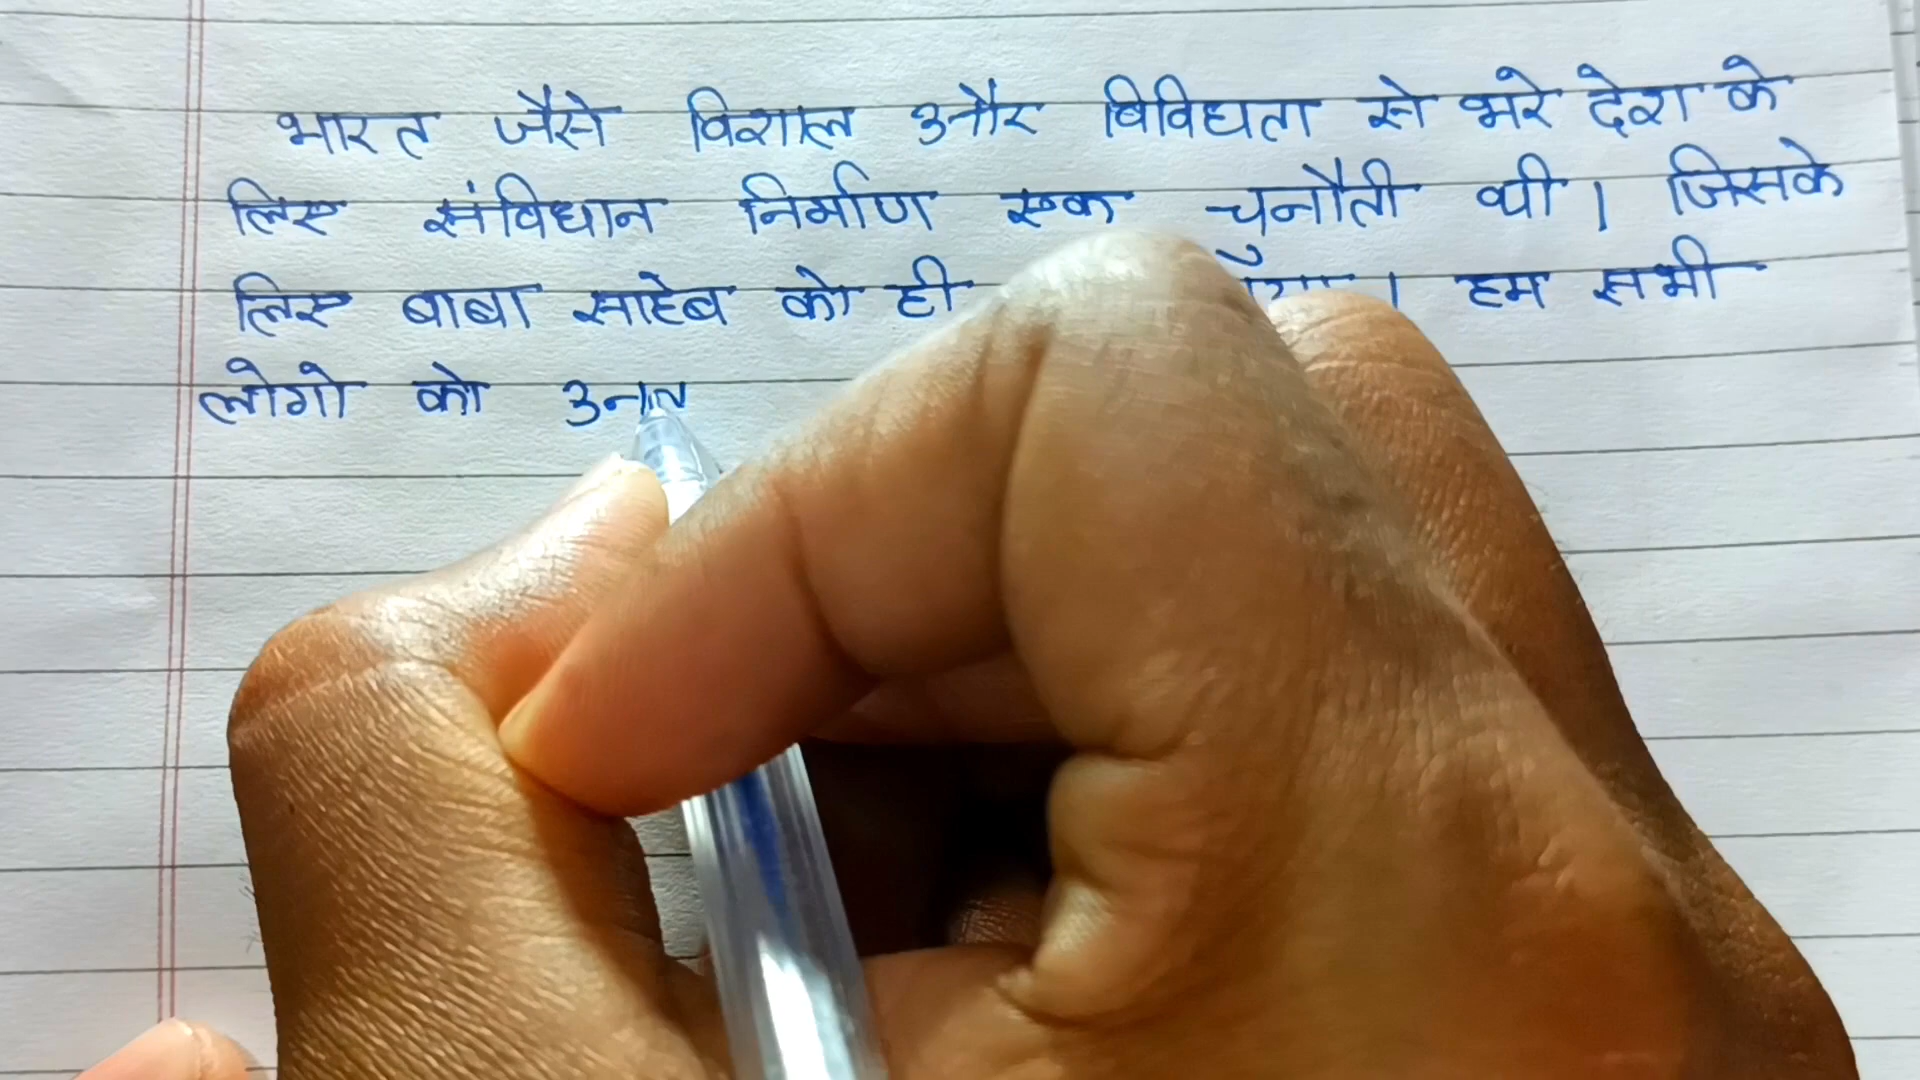 भारत जैसे विशाल और विविधता से भरे देश के
लिए संविधान निर्माण एक चुनौती थी। जिसके
लिए बाबा साहेब को ही । हम सभी
लोगो को